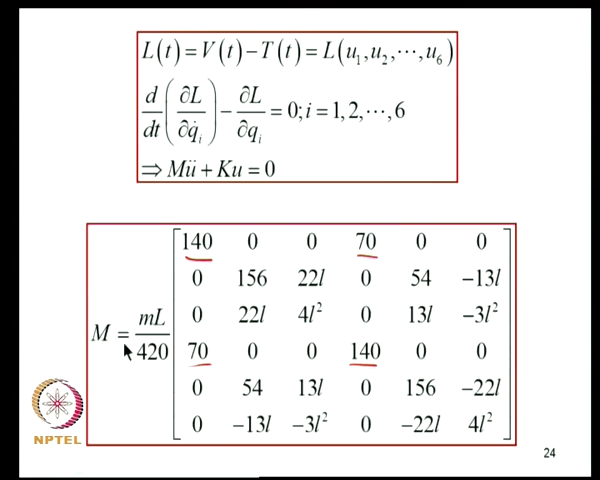 L(t) = V(t) − T(t) = L(u₁, u₂, ⋯, u₆)
d/dt (∂L/∂q̇ᵢ) − ∂L/∂qᵢ = 0; i = 1, 2, ⋯, 6
⇒ Mü + Ku = 0
M = mL/420 [
140 0 0 70 0 0
0 156 22l 0 54 −13l
0 22l 4l² 0 13l −3l²
70 0 0 140 0 0
0 54 13l 0 156 −22l
0 −13l −3l² 0 −22l 4l²
]
NPTEL
24